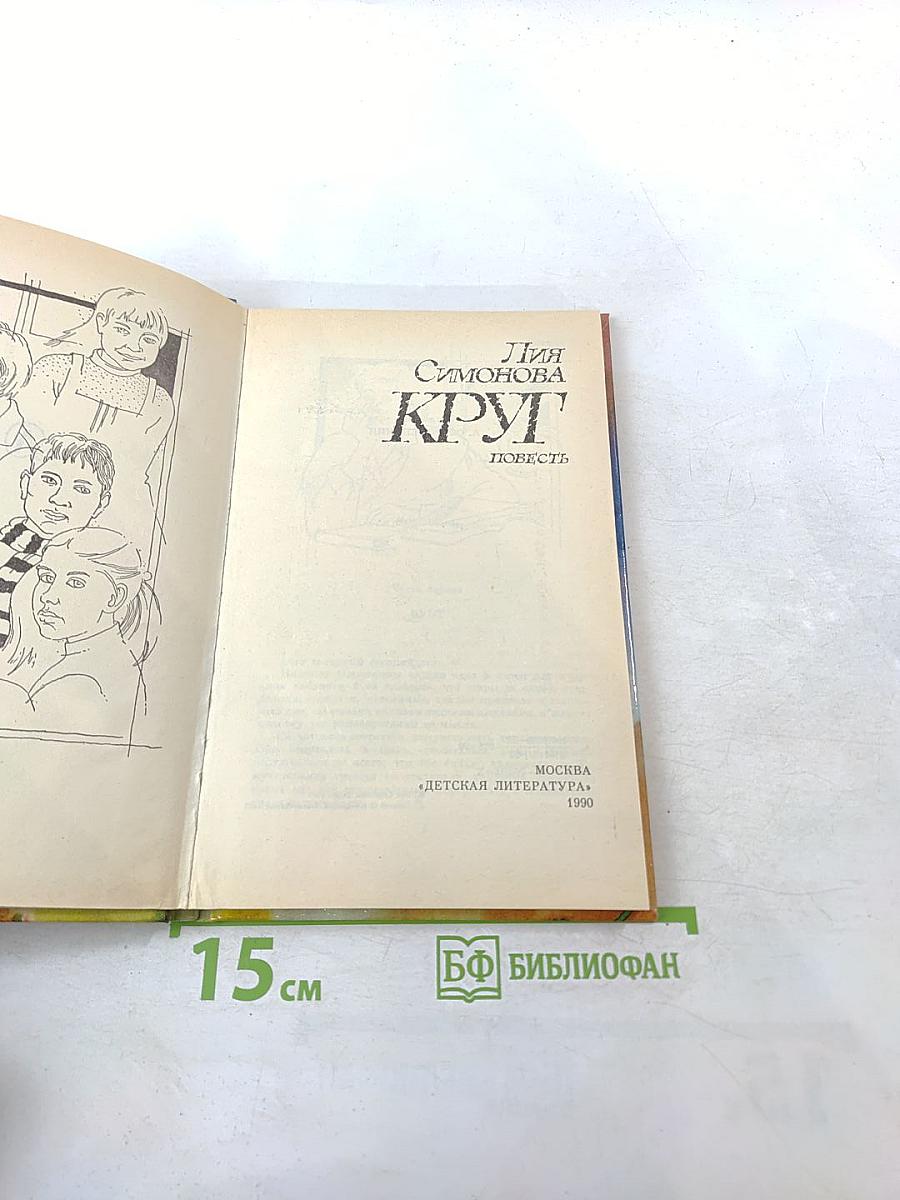 Лия
Симонова
КРУГ
повесть
МОСКВА
«ДЕТСКАЯ ЛИТЕРАТУРА»
1990
15 см
БФ БИБЛИОФАН